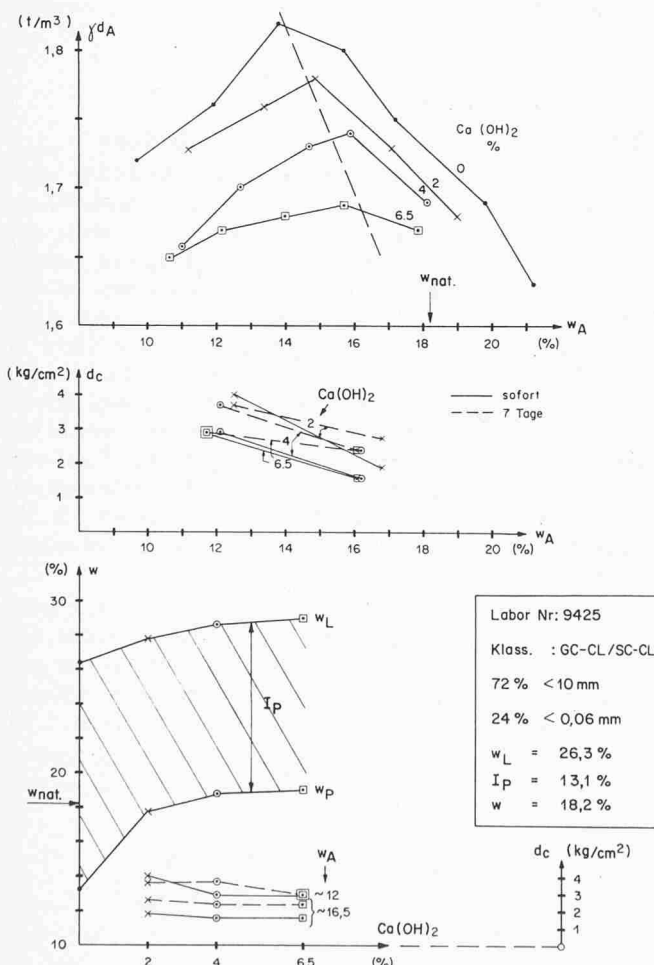 (t/m³) γdA
1,8
1,7
1,6
Ca (OH)₂
%
0
2
4
6.5
wnat.
10 12 14 16 18 20 wA
(%)
(kg/cm²) dc
4
3
2
1
Ca(OH)₂
2
4
6.5
sofort
7 Tage
10 12 14 16 18 20 wA
(%)
(%) w
30
20
10
wL
IP
wP
wnat.
wA
~12
~16,5
Ca(OH)₂
2 4 6.5
(%)
Labor Nr: 9425
Klass. : GC-CL/SC-CL
72 % <10 mm
24 % < 0,06 mm
wL = 26,3 %
IP = 13,1 %
w = 18,2 %
dc (kg/cm²)
4
3
2
1
0